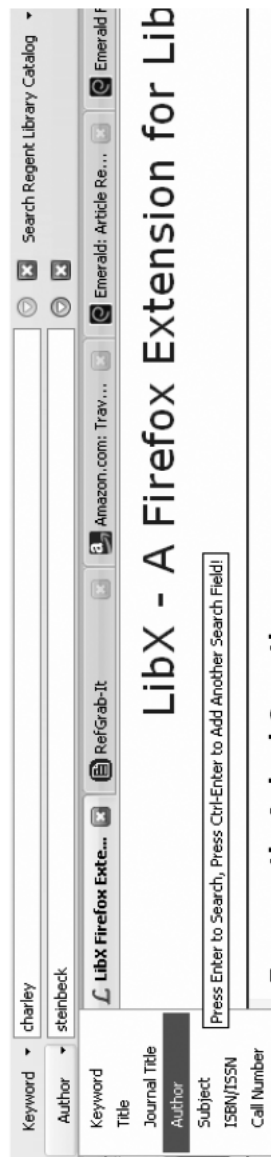 Keyword charley Search Regent Library Catalog
Author steinbeck
LibX Firefox Exte... RefGrab-It Amazon.com: Trav... Emerald: Article Re... Emerald F
Keyword
Title
Journal Title
Author
Subject
ISBN/ISSN
Call Number
LibX - A Firefox Extension for Lib
Press Enter to Search, Press Ctrl-Enter to Add Another Search Field!